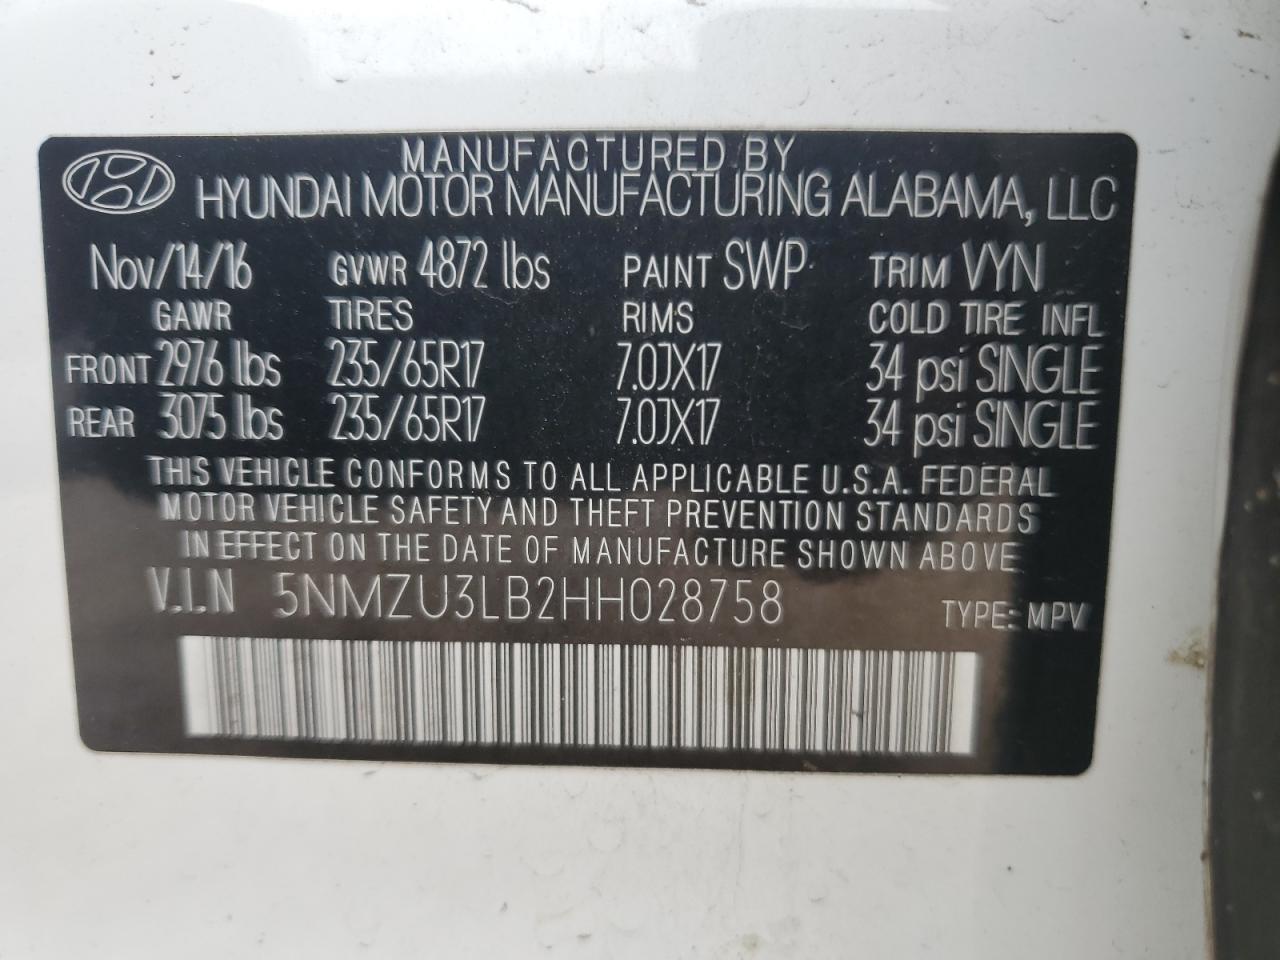 MANUFACTURED BY
HYUNDAI MOTOR MANUFACTURING ALABAMA, LLC
Nov/14/16 GVWR 4872 lbs PAINT SWP TRIM VYN
GAWR TIRES RIMS COLD TIRE INFL
FRONT 2976 lbs 235/65R17 7.0JX17 34 psi SINGLE
REAR 3075 lbs 235/65R17 7.0JX17 34 psi SINGLE
THIS VEHICLE CONFORMS TO ALL APPLICABLE U.S.A. FEDERAL
MOTOR VEHICLE SAFETY AND THEFT PREVENTION STANDARDS
IN EFFECT ON THE DATE OF MANUFACTURE SHOWN ABOVE
V.I.N 5NMZU3LB2HH028758 TYPE: MPV